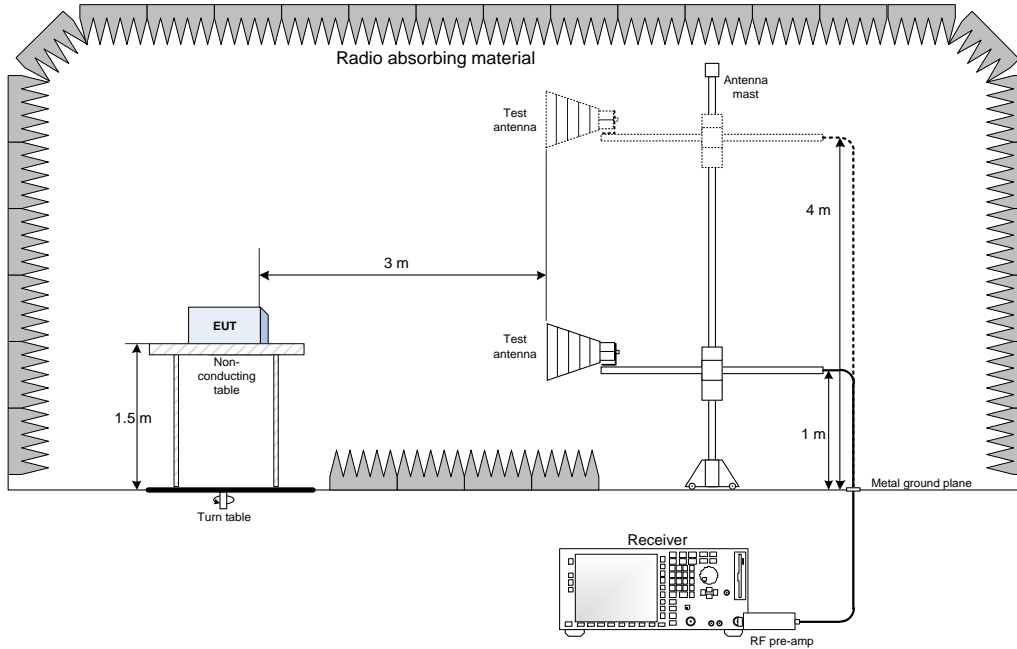 Radio absorbing material
Antenna
mast
Test
antenna
4 m
3 m
EUT
Test
antenna
Non-
conducting
table
1.5 m
1 m
Metal ground plane
Turn table
Receiver
RF pre-amp